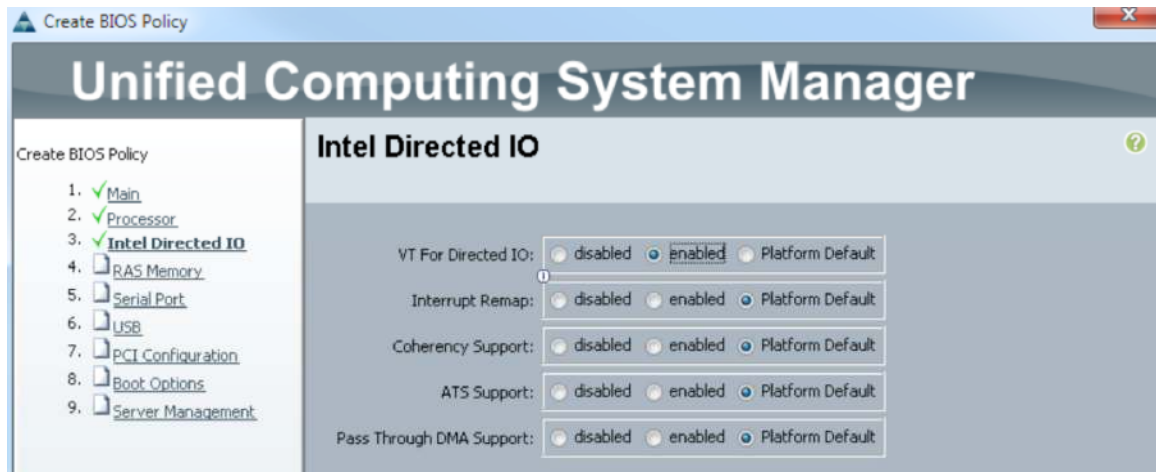 Create BIOS Policy
X
Unified Computing System Manager
Create BIOS Policy
1. Main
2. Processor
3. Intel Directed IO
4. RAS Memory
5. Serial Port
6. USB
7. PCI Configuration
8. Boot Options
9. Server Management
Intel Directed IO
?
VT For Directed IO: disabled enabled Platform Default
Interrupt Remap: disabled enabled Platform Default
Coherency Support: disabled enabled Platform Default
ATS Support: disabled enabled Platform Default
Pass Through DMA Support: disabled enabled Platform Default